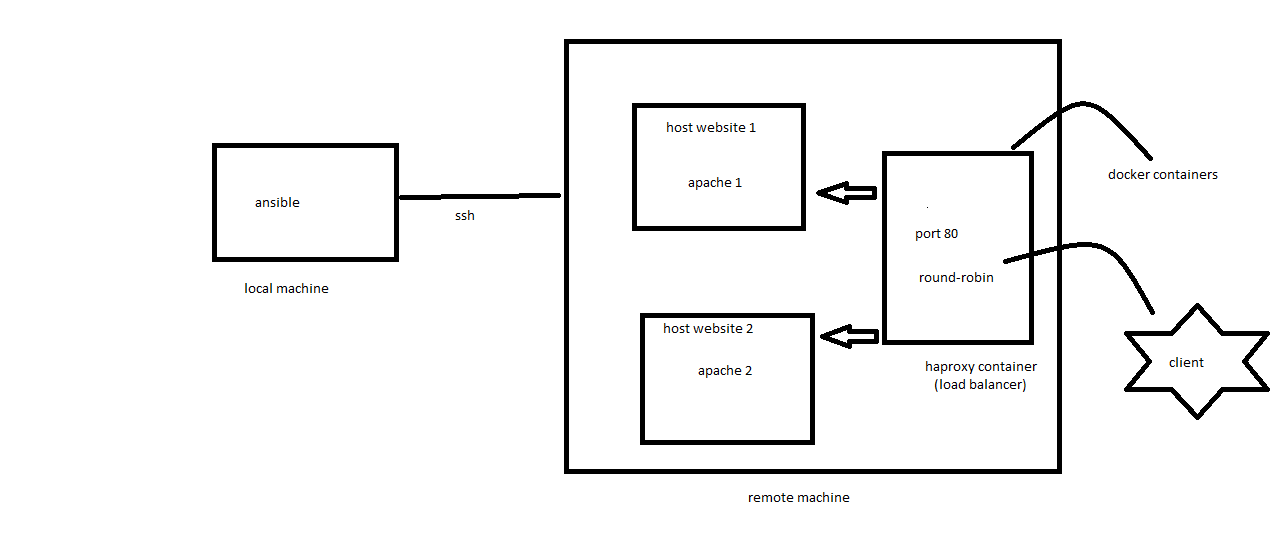 ansible
local machine
ssh
host website 1
apache 1
host website 2
apache 2
port 80
round-robin
haproxy container
(load balancer)
remote machine
docker containers
client